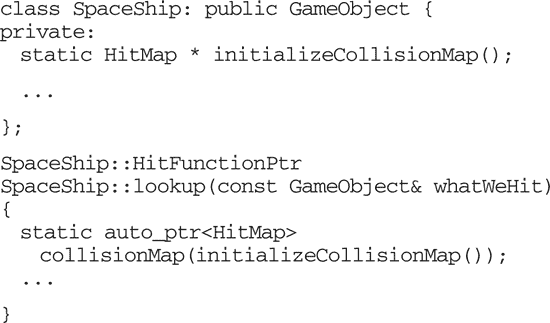 class SpaceShip: public GameObject {
private:
  static HitMap * initializeCollisionMap();
  ...
};
SpaceShip::HitFunctionPtr
SpaceShip::lookup(const GameObject& whatWeHit)
{
  static auto_ptr<HitMap>
    collisionMap(initializeCollisionMap());
  ...
}